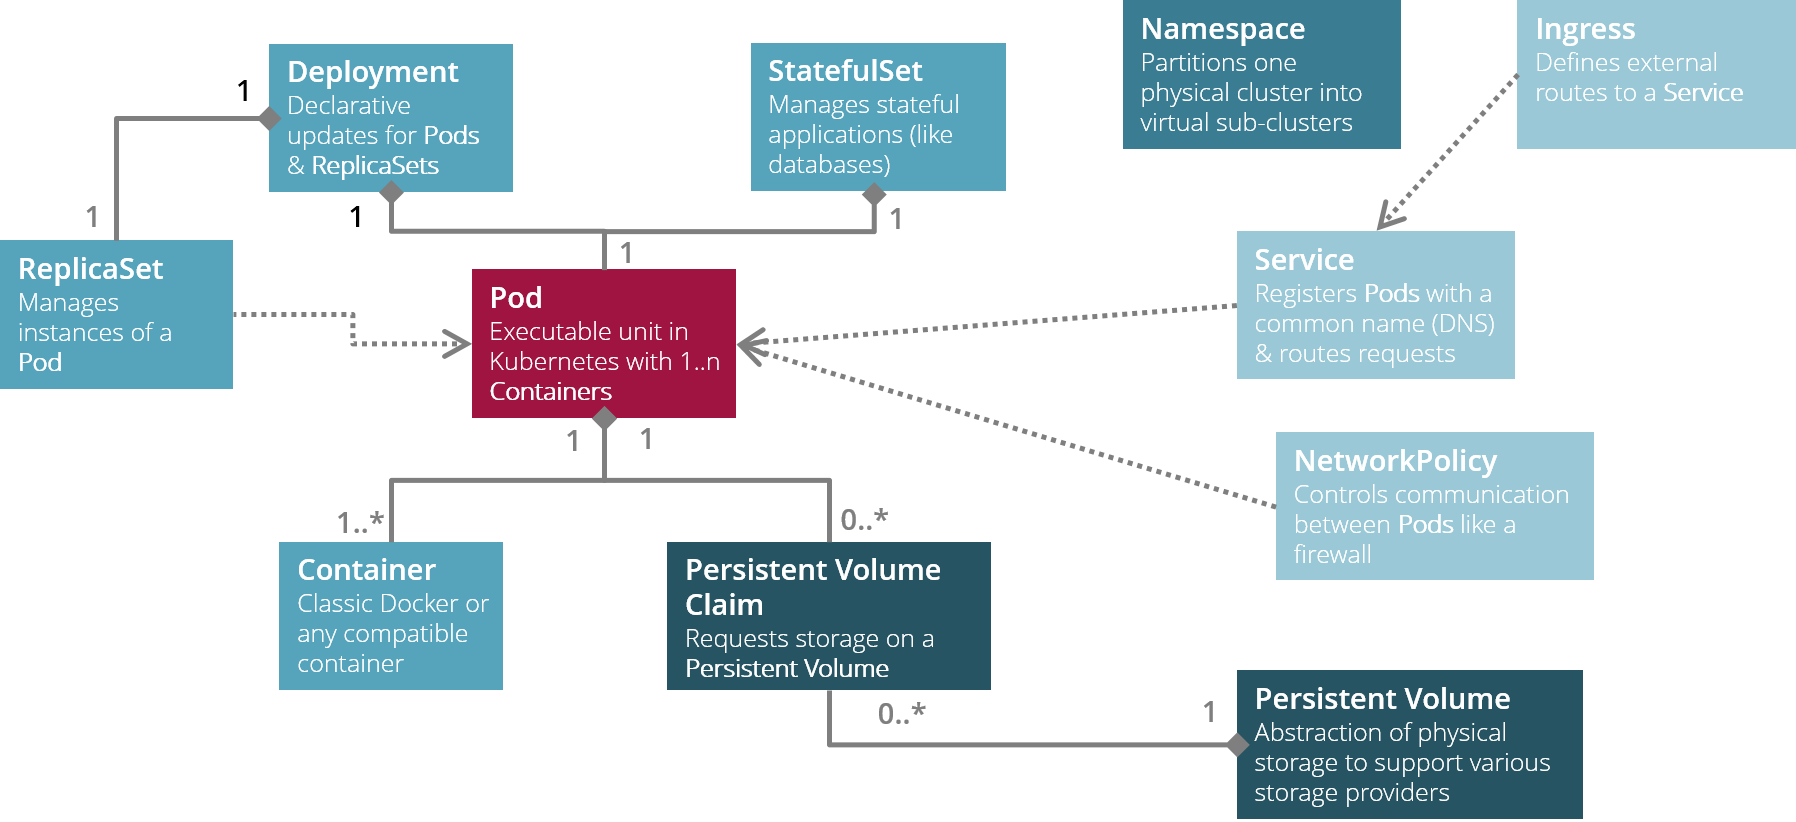 Deployment
Declarative
updates for Pods
& ReplicaSets
1
1
1
StatefulSet
Manages stateful
applications (like
databases)
1
Namespace
Partitions one
physical cluster into
virtual sub-clusters
Ingress
Defines external
routes to a Service
ReplicaSet
Manages
instances of a
Pod
1
Pod
Executable unit in
Kubernetes with 1..n
Containers
1
1
Service
Registers Pods with a
common name (DNS)
& routes requests
NetworkPolicy
Controls communication
between Pods like a
firewall
1..*
Container
Classic Docker or
any compatible
container
0..*
Persistent Volume
Claim
Requests storage on a
Persistent Volume
0..*
1
Persistent Volume
Abstraction of physical
storage to support various
storage providers